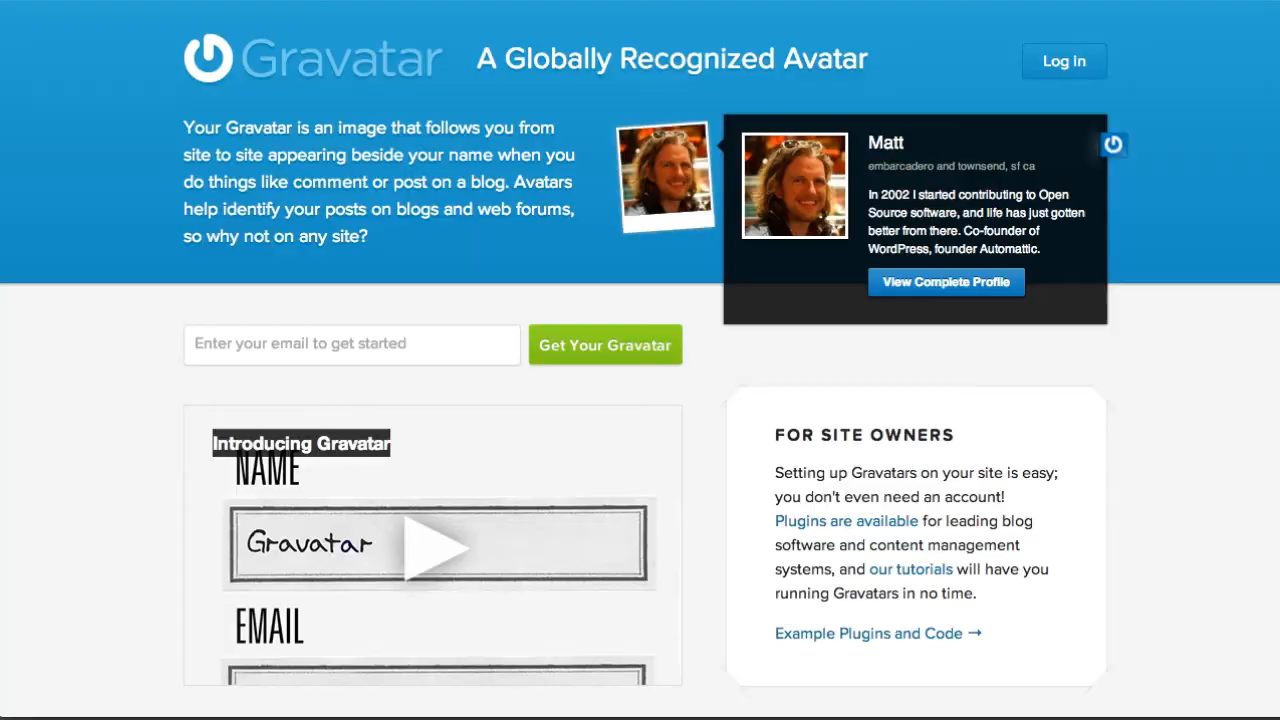 Gravatar
A Globally Recognized Avatar
Log In
Your Gravatar is an image that follows you from
site to site appearing beside your name when you
do things like comment or post on a blog. Avatars
help identify your posts on blogs and web forums,
so why not on any site?
Matt
embarcadero and townsend, sf ca
In 2002 I started contributing to Open
Source software, and life has just gotten
better from there. Co-founder of
WordPress, founder Automattic.
View Complete Profile
Enter your email to get started
Get Your Gravatar
Introducing Gravatar
NAME
Gravatar
EMAIL
FOR SITE OWNERS
Setting up Gravatars on your site is easy;
you don't even need an account!
Plugins are available for leading blog
software and content management
systems, and our tutorials will have you
running Gravatars in no time.
Example Plugins and Code →